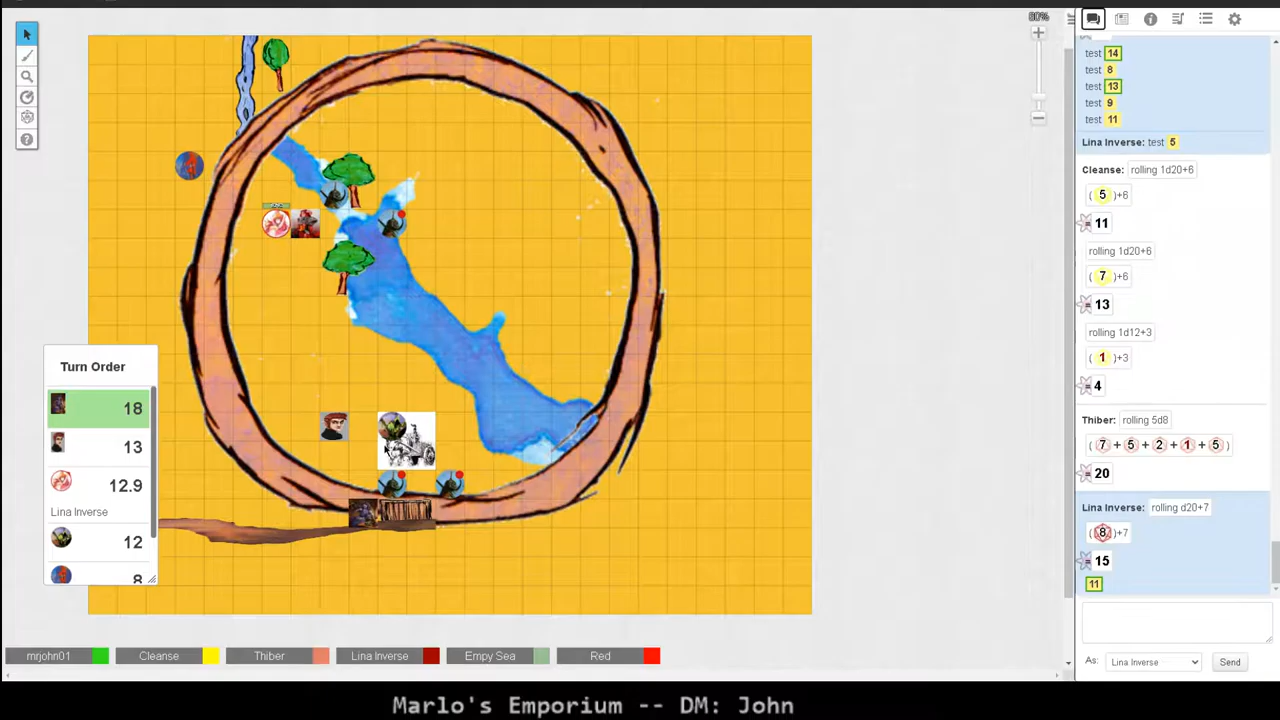 80%
test 14
test 8
test 13
test 9
test 11
Lina Inverse: test 5
Cleanse: rolling 1d20+6
( 5 )+6
= 11
rolling 1d20+6
( 7 )+6
= 13
rolling 1d12+3
( 1 )+3
= 4
Thiber: rolling 5d8
( 7 + 5 + 2 + 1 + 5 )
= 20
Lina Inverse: rolling d20+7
( 8 )+7
= 15
11
As: Lina Inverse Send
Turn Order
18
13
12.9
Lina Inverse
12
8
mrjohn01 Cleanse Thiber Lina Inverse Empy Sea Red
Marlo's Emporium -- DM: John